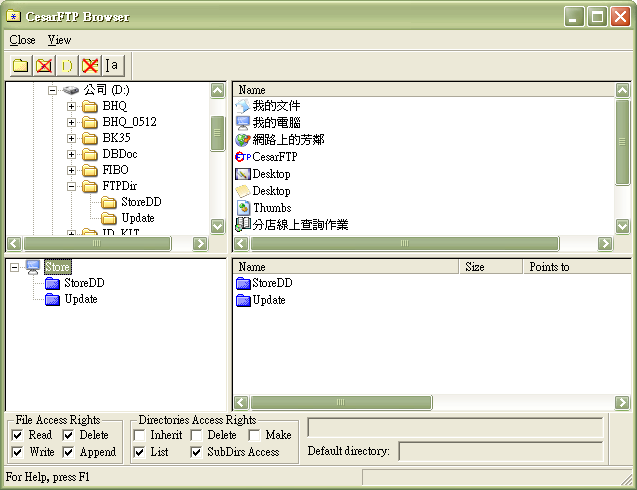 CesarFTP Browser
Close View
a
公司 (D:)
BHQ
BHQ_0512
BK35
DBDoc
FIBO
FTPDir
StoreDD
Update
ID_KIT
Name
我的文件
我的電腦
網路上的芳鄰
CesarFTP
Desktop
Desktop
Thumbs
分店線上查詢作業
Store
StoreDD
Update
Name Size Points to
StoreDD
Update
File Access Rights
Read Delete
Write Append
Directories Access Rights
Inherit Delete Make
List SubDirs Access
Default directory:
For Help, press F1